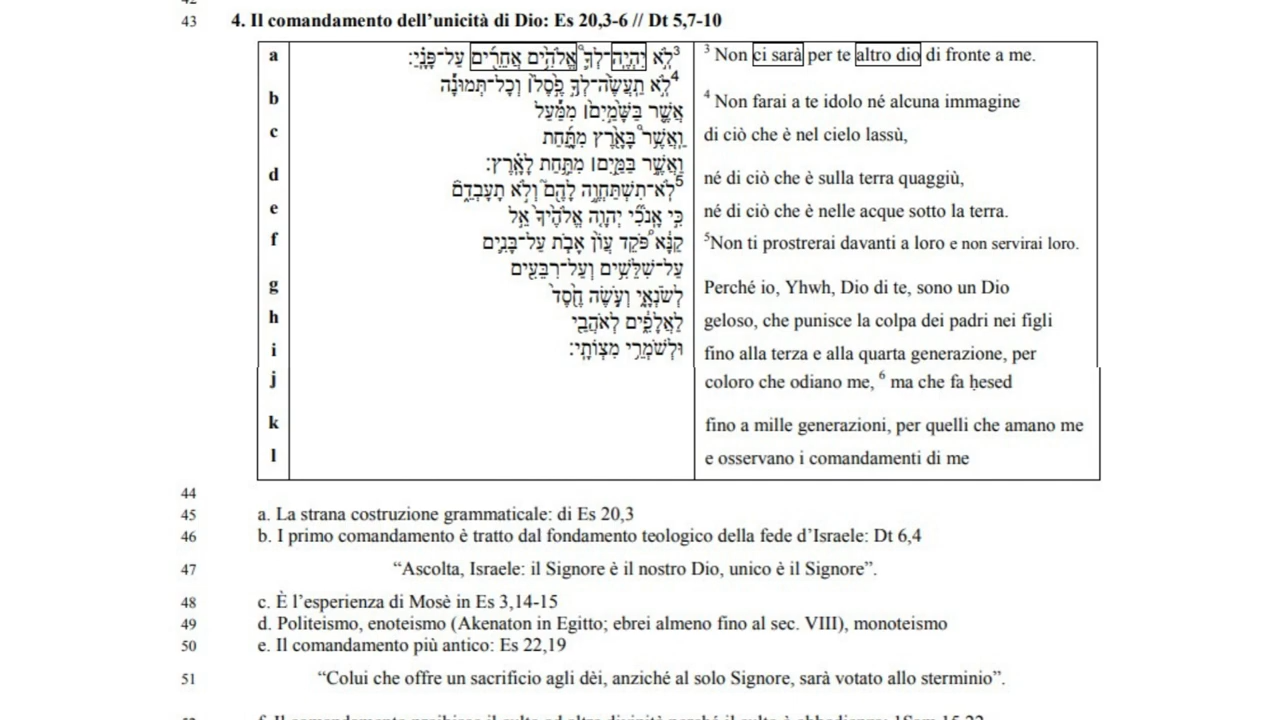 43 4. Il comandamento dell’unicità di Dio: Es 20,3-6 // Dt 5,7-10
a
b
c
d
e
f
g
h
i
j
k
l
³לֹ֣א יִהְיֶֽה־לְךָ֛ אֱלֹהִ֥ים אֲחֵרִ֖ים עַל־פָּנָֽ͏ַי׃
⁴לֹ֣א תַֽעֲשֶׂה־לְךָ֣ פֶ֣סֶל׀ וְכָל־תְּמוּנָ֡ה
אֲשֶׁ֣ר בַּשָּׁמַ֣יִם׀ מִמַּ֡עַל
וַֽאֲשֶׁר֩ בָּאָ֨רֶץ מִתַּ֜חַת
וַאֲשֶׁ֥ר בַּמַּ֣יִם׀ מִתַּ֣חַת לָאָ֗רֶץ׃
⁵לֹֽא־תִשְׁתַּחְוֶ֥ה לָהֶם֮ וְלֹ֣א תָעָבְדֵ֒ם֒
כִּ֣י אָֽנֹכִ֞י יְהוָ֤ה אֱלֹהֶ֙יךָ֙ אֵ֣ל
קַנָּ֔א פֹּ֠קֵד עֲוֺ֨ן אָבֹ֧ת עַל־בָּנִ֛ים
עַל־שִׁלֵּשִׁ֥ים וְעַל־רִבֵּעִ֖ים
לְשֹׂנְאָ֑י וְעֹ֤שֶׂה חֶ֙סֶד֙
לַאֲלָפִ֔ים לְאֹהֲבַ֖י
וּלְשֹׁמְרֵ֥י מִצְוֺתָֽי׃
³ Non ci sarà per te altro dio di fronte a me.
⁴ Non farai a te idolo né alcuna immagine
di ciò che è nel cielo lassù,
né di ciò che è sulla terra quaggiù,
né di ciò che è nelle acque sotto la terra.
⁵Non ti prostrerai davanti a loro e non servirai loro.
Perché io, Yhwh, Dio di te, sono un Dio
geloso, che punisce la colpa dei padri nei figli
fino alla terza e alla quarta generazione, per
coloro che odiano me, ⁶ ma che fa ḥesed
fino a mille generazioni, per quelli che amano me
e osservano i comandamenti di me
44
45 a. La strana costruzione grammaticale: di Es 20,3
46 b. I primo comandamento è tratto dal fondamento teologico della fede d’Israele: Dt 6,4
47 “Ascolta, Israele: il Signore è il nostro Dio, unico è il Signore”.
48 c. È l’esperienza di Mosè in Es 3,14-15
49 d. Politeismo, enoteismo (Akenaton in Egitto; ebrei almeno fino al sec. VIII), monoteismo
50 e. Il comandamento più antico: Es 22,19
51 “Colui che offre un sacrificio agli dèi, anziché al solo Signore, sarà votato allo sterminio”.